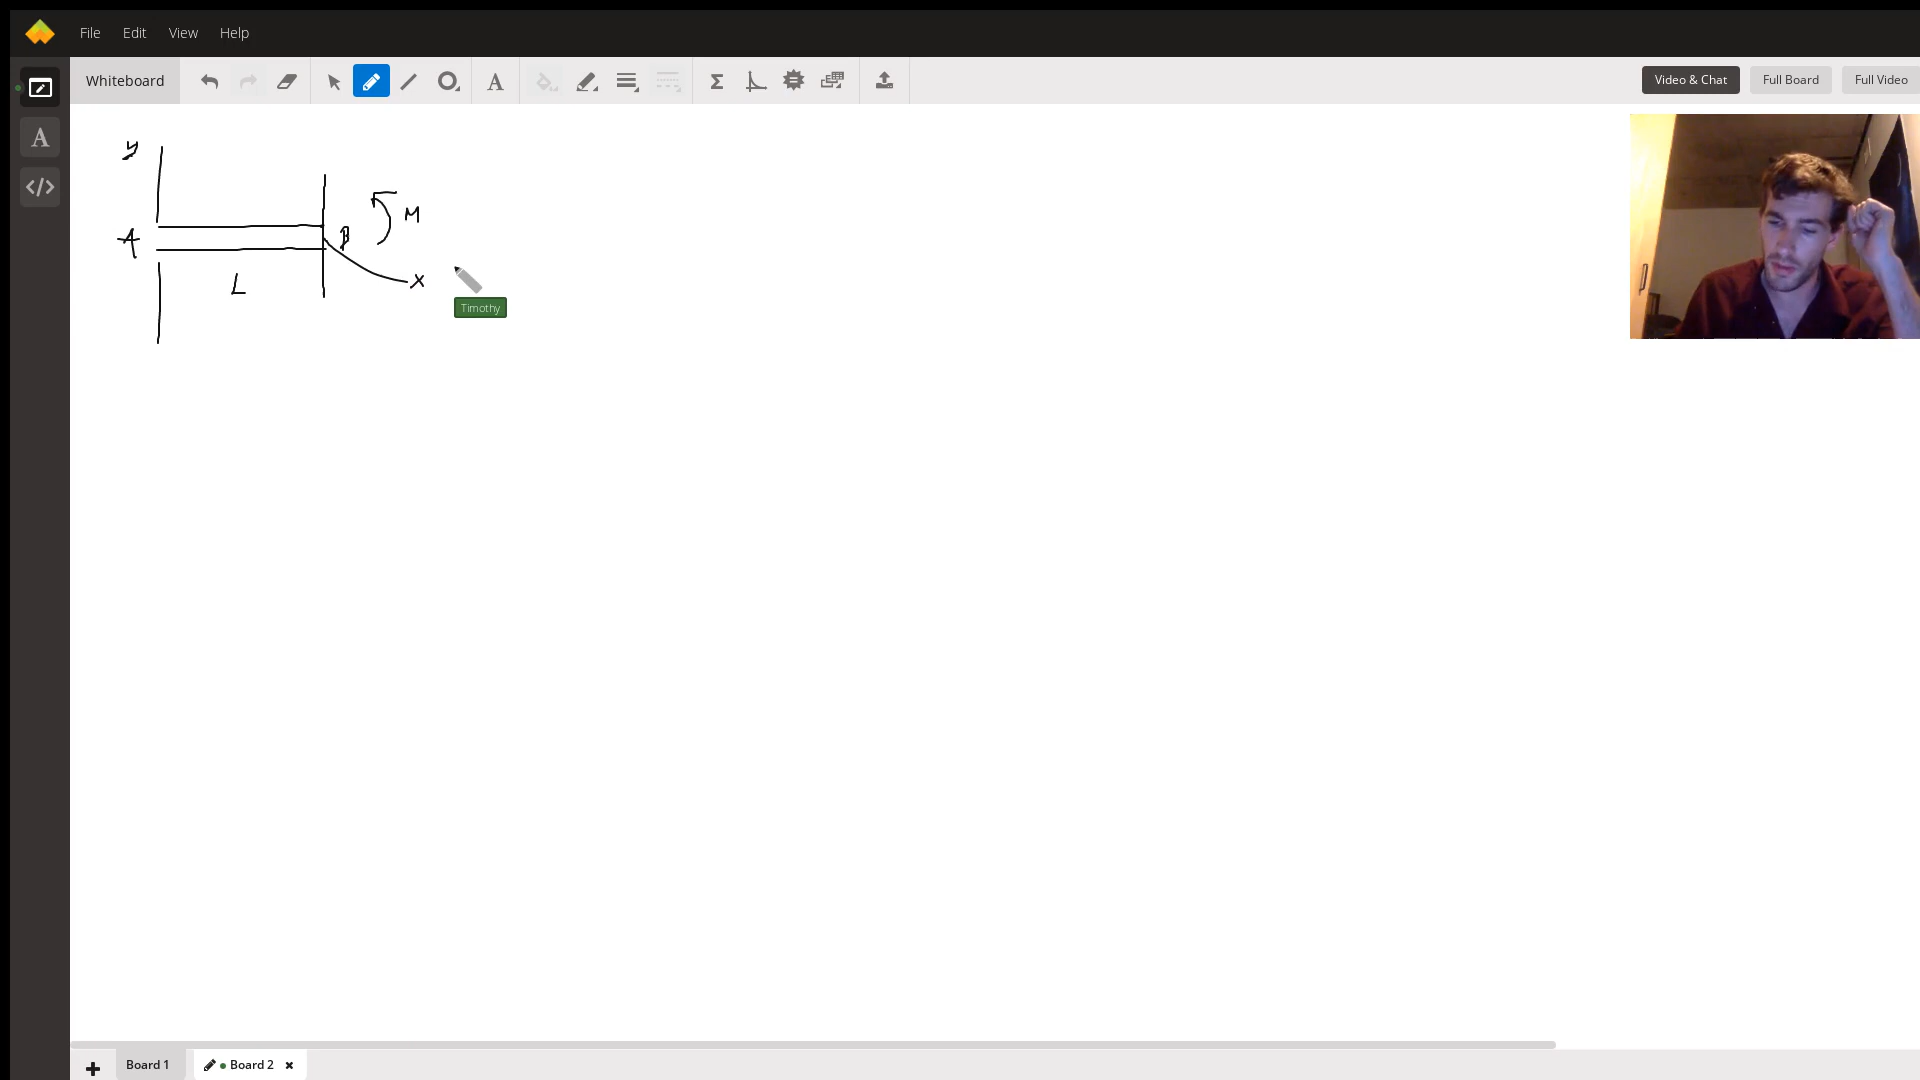 File Edit View Help
Whiteboard
Video & Chat Full Board Full Video
y
M
A B
L X
Timothy
Board 1 Board 2